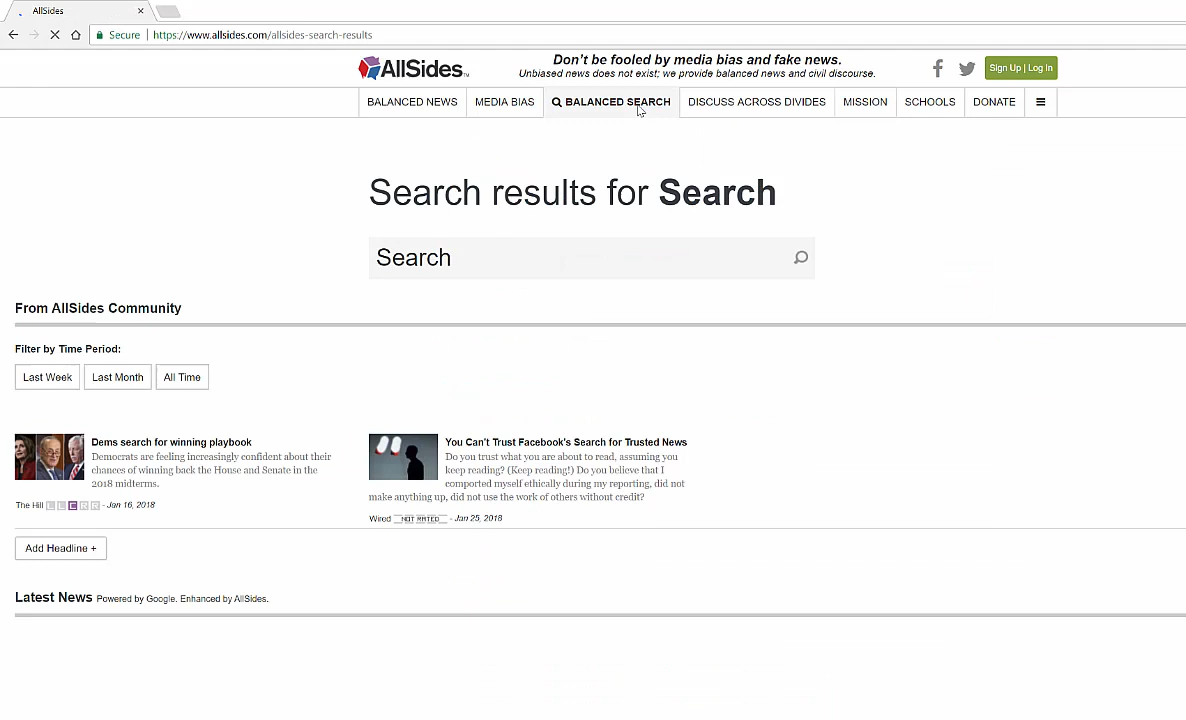 AllSides
Secure https://www.allsides.com/allsides-search-results
AllSides™
Don't be fooled by media bias and fake news.
Unbiased news does not exist; we provide balanced news and civil discourse.
Sign Up | Log In
BALANCED NEWS MEDIA BIAS BALANCED SEARCH DISCUSS ACROSS DIVIDES MISSION SCHOOLS DONATE
Search results for Search
Search
From AllSides Community
Filter by Time Period:
Last Week Last Month All Time
Dems search for winning playbook
Democrats are feeling increasingly confident about their
chances of winning back the House and Senate in the
2018 midterms.
The Hill L L C R R - Jan 16, 2018
You Can't Trust Facebook's Search for Trusted News
Do you trust what you are about to read, assuming you
keep reading? (Keep reading!) Do you believe that I
comported myself ethically during my reporting, did not
make anything up, did not use the work of others without credit?
Wired NOT RATED - Jan 25, 2018
Add Headline +
Latest News Powered by Google. Enhanced by AllSides.